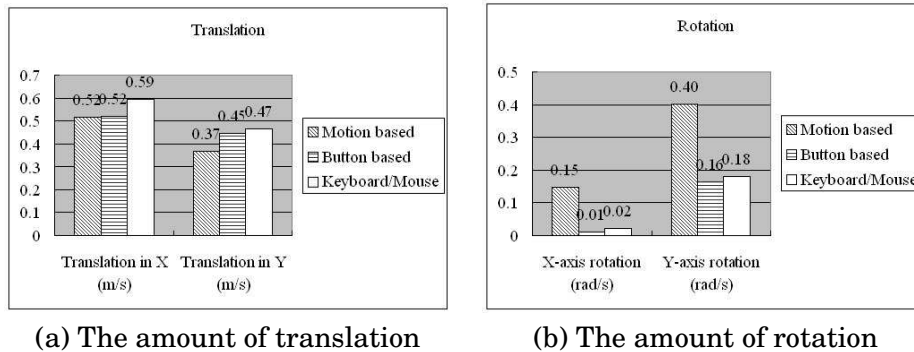 Translation
0.7
0.6
0.5
0.4
0.3
0.2
0.1
0
0.52
0.52
0.59
0.37
0.45
0.47
Translation in X
(m/s)
Translation in Y
(m/s)
Motion based
Button based
Keyboard/Mouse
(a) The amount of translation
Rotation
0.5
0.4
0.3
0.2
0.1
0
0.15
0.01
0.02
0.40
0.16
0.18
X-axis rotation
(rad/s)
Y-axis rotation
(rad/s)
Motion based
Button based
Keyboard/Mouse
(b) The amount of rotation